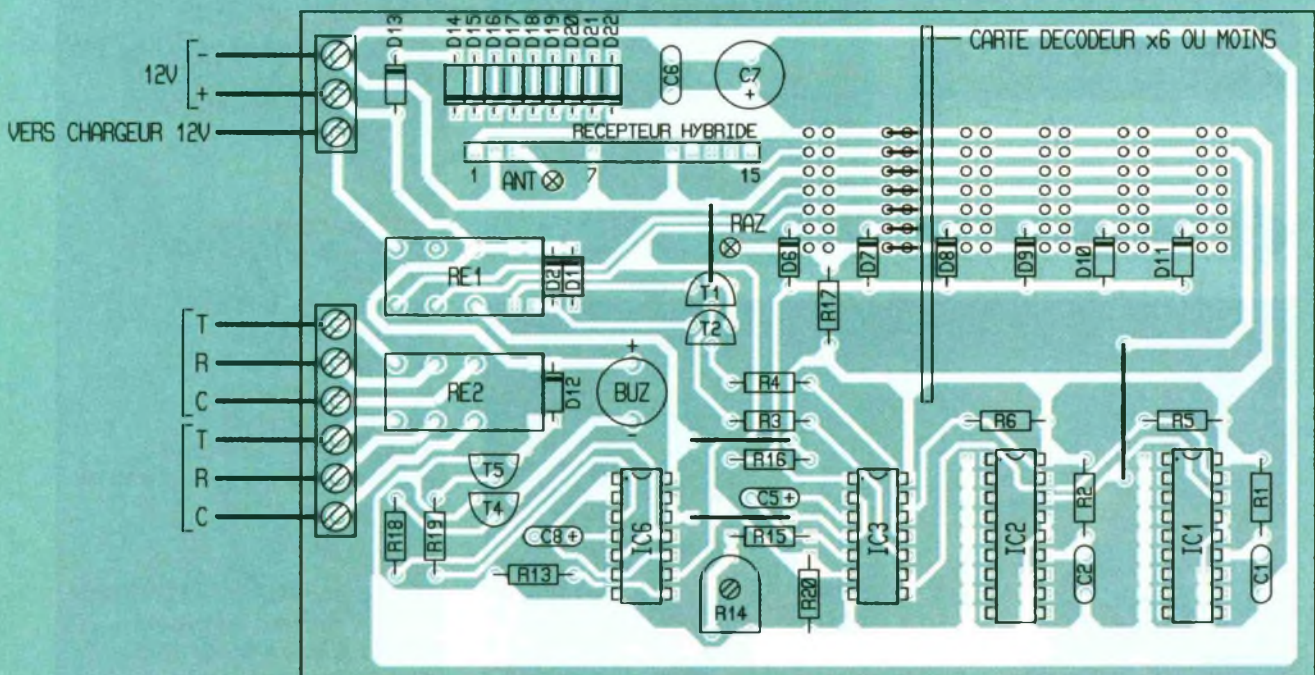 D13
D14
D15
D16
D17
D18
D19
D20
D21
D22
12V
-
+
VERS CHARGEUR 12V
C6
C7
+
CARTE DECODEUR x6 OU MOINS
RECEPTEUR HYBRIDE
1
ANT
7
15
RAZ
D6
D7
D8
D9
D10
D11
RE1
D2
D1
T1
T2
R17
T
R
C
T
R
C
RE2
D12
+
BUZ
-
R4
R3
R16
R6
R5
T5
T4
R18
R19
C8+
R13
IC6
C5+
R15
R14
R20
IC3
IC2
R2
C2
IC1
R1
C1